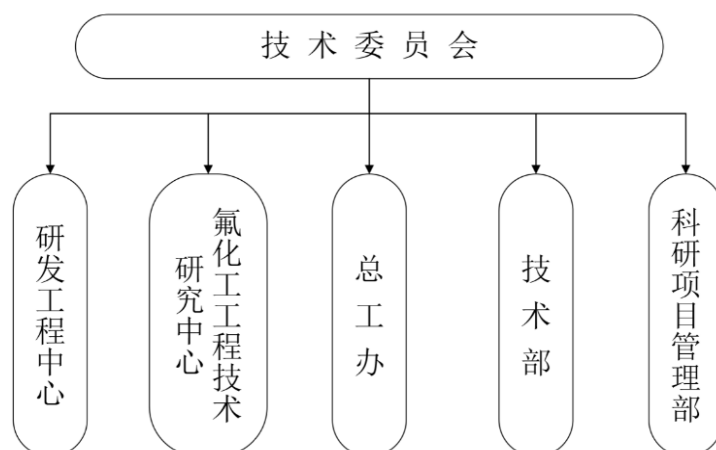 技术委员会
研发工程中心
氟化工工程技术
研究中心
总工办
技术部
科研项目管理部